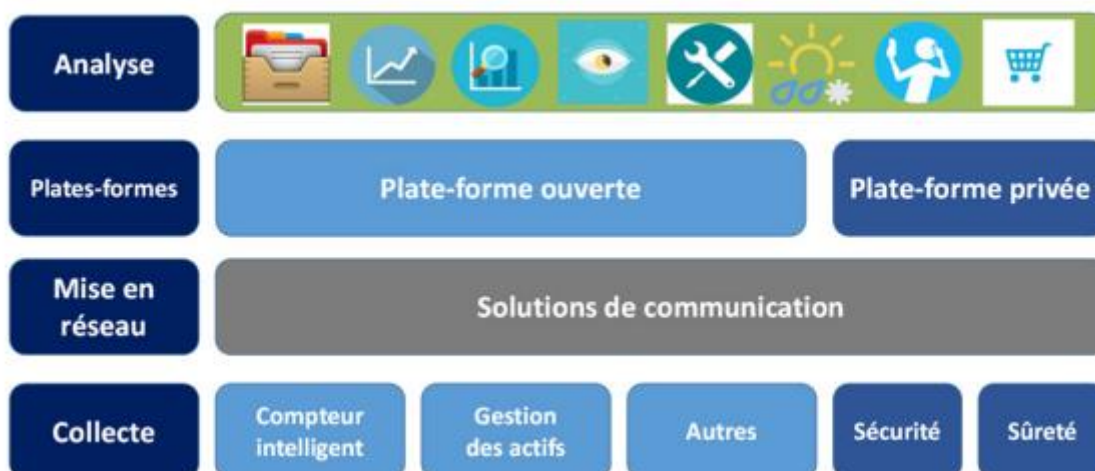 Analyse
Plates-formes
Plate-forme ouverte
Plate-forme privée
Mise en
réseau
Solutions de communication
Collecte
Compteur
intelligent
Gestion
des actifs
Autres
Sécurité
Sûreté